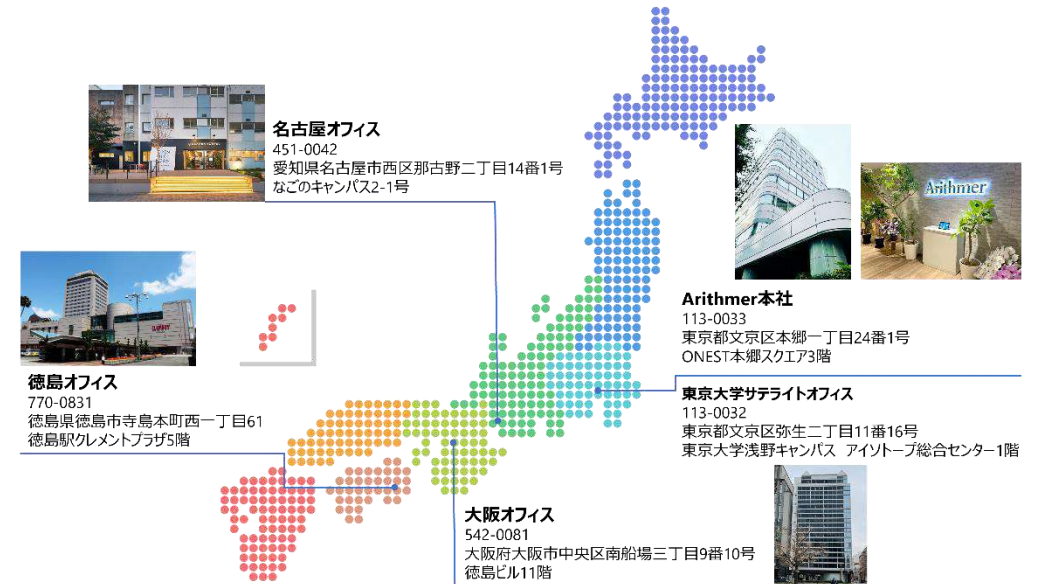 名古屋オフィス
451-0042
愛知県名古屋市西区那古野二丁目14番1号
なごのキャンパス2-1号
Arithmer
Arithmer本社
113-0033
東京都文京区本郷一丁目24番1号
ONEST本郷スクエア3階
徳島オフィス
770-0831
徳島県徳島市寺島本町西一丁目61
徳島駅クレメントプラザ5階
東京大学サテライトオフィス
113-0032
東京都文京区弥生二丁目11番16号
東京大学浅野キャンパス アイソトープ総合センター1階
大阪オフィス
542-0081
大阪府大阪市中央区南船場三丁目9番10号
徳島ビル11階